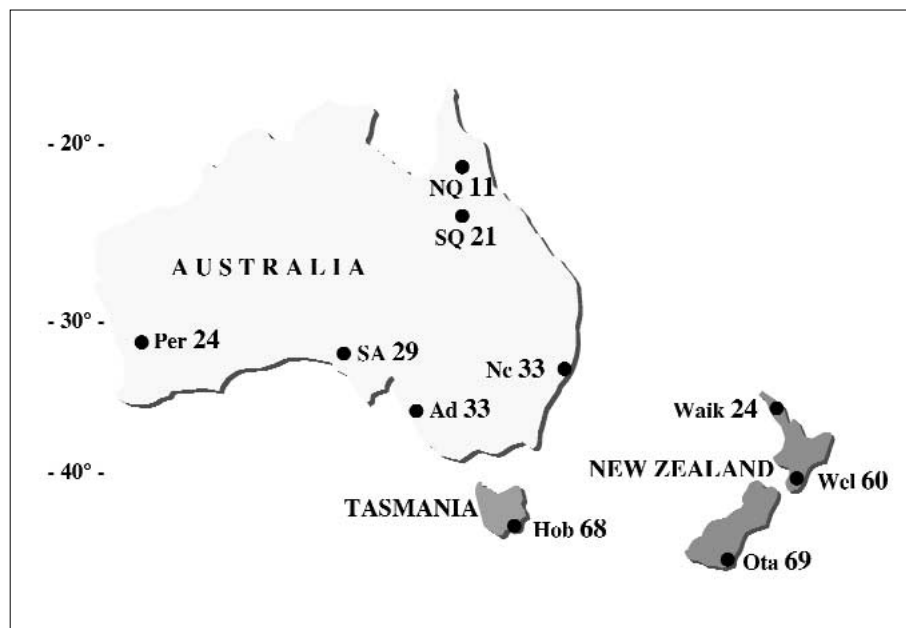 - 20° -
NQ 11
SQ 21
AUSTRALIA
- 30° -
Per 24
SA 29
Nc 33
Ad 33
Waik 24
- 40° -
NEW ZEALAND
Wel 60
TASMANIA
Hob 68
Ota 69